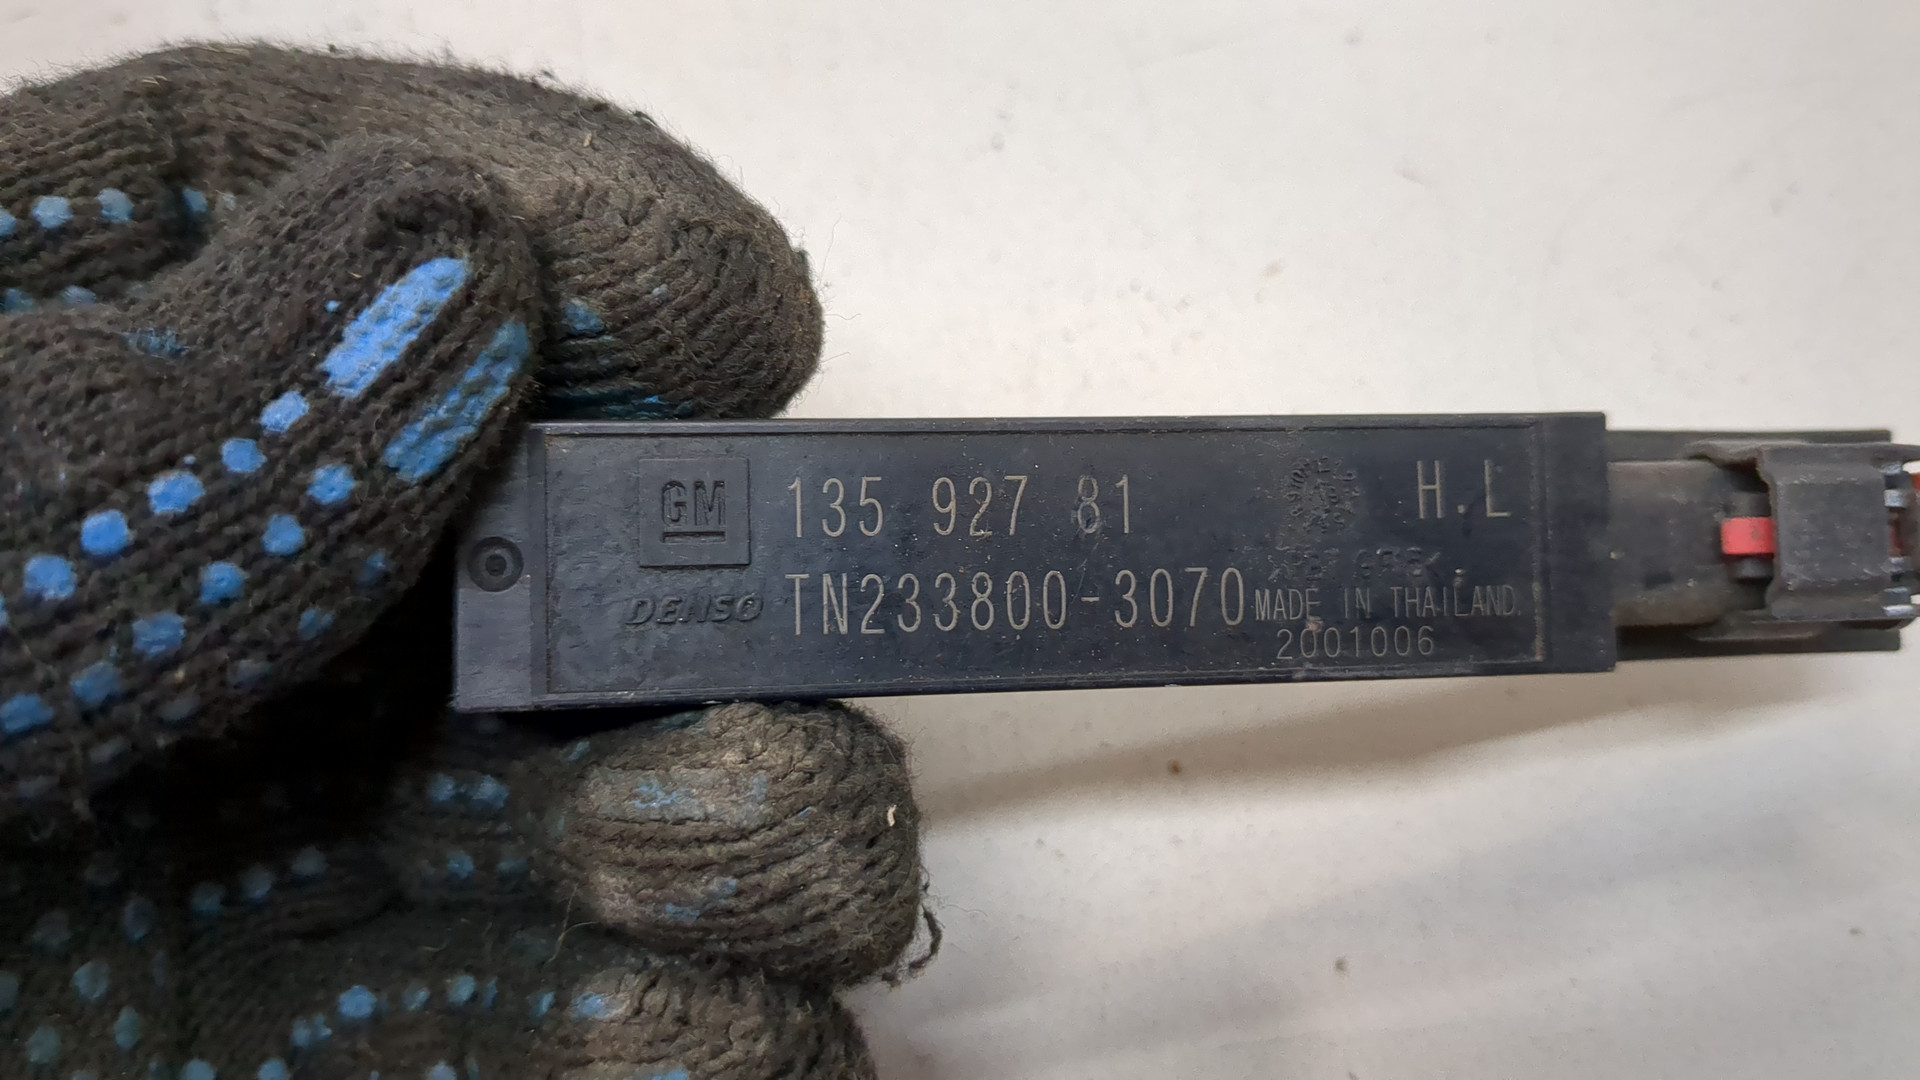 GM 135 927 81 H.L
DENSO TN233800-3070 MADE IN THAILAND.
2001006